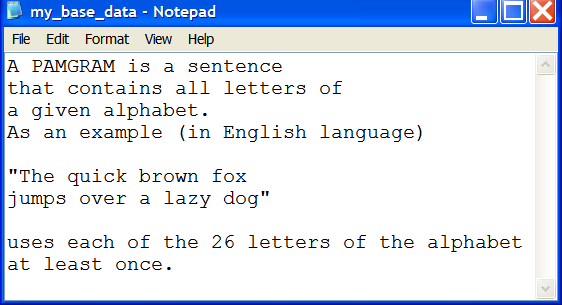 my_base_data - Notepad
File Edit Format View Help
A PAMGRAM is a sentence
that contains all letters of
a given alphabet.
As an example (in English language)
"The quick brown fox
jumps over a lazy dog"
uses each of the 26 letters of the alphabet
at least once.